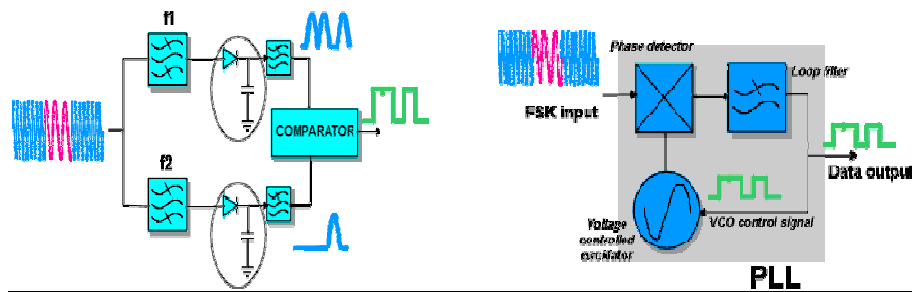 f1
COMPARATOR
f2
Phase detector
Loop filter
FSK input
Data output
VCO control signal
Voltage
controlled
oscillator
PLL